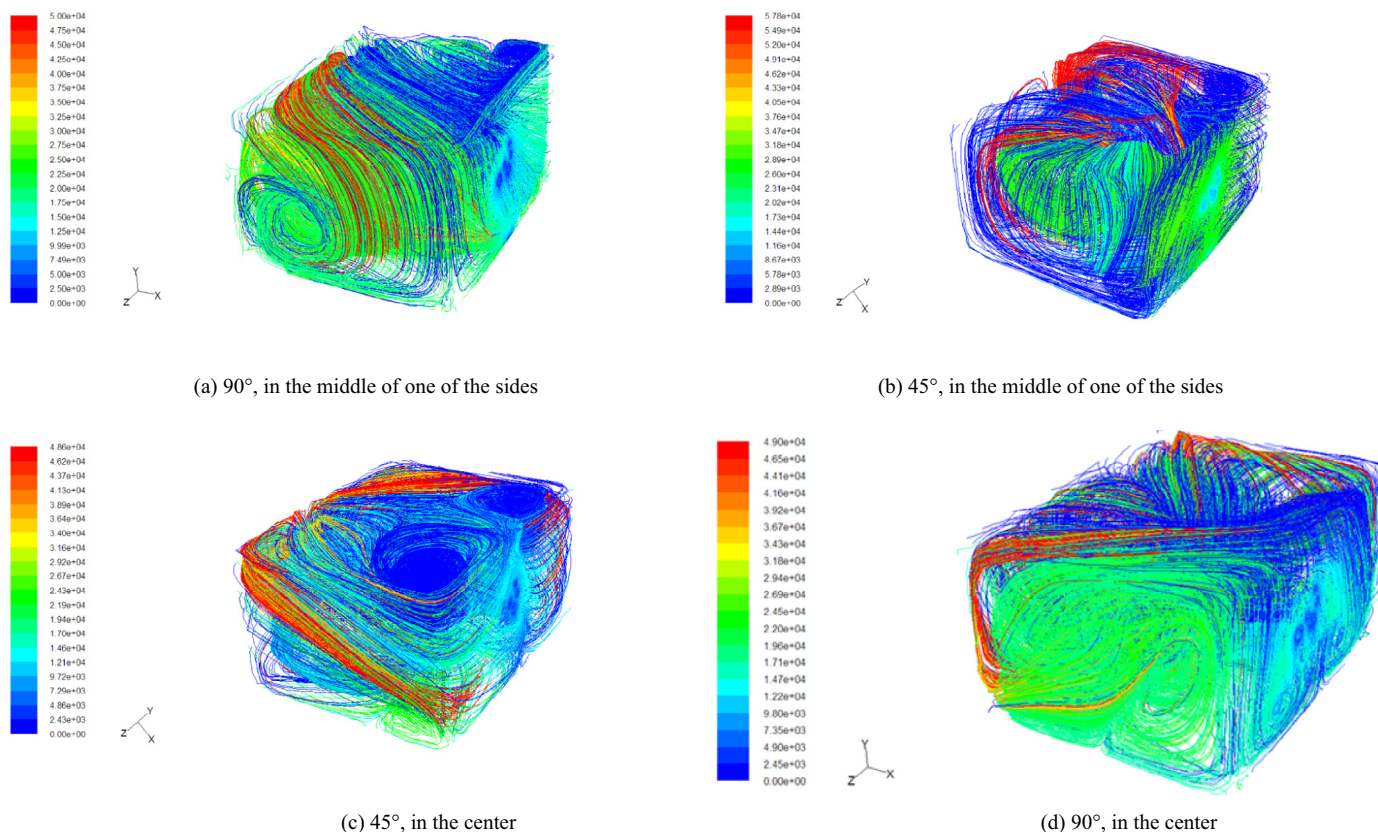 5.00e+04
4.75e+04
4.50e+04
4.25e+04
4.00e+04
3.75e+04
3.50e+04
3.25e+04
3.00e+04
2.75e+04
2.50e+04
2.25e+04
2.00e+04
1.75e+04
1.50e+04
1.25e+04
9.99e+03
7.49e+03
5.00e+03
2.50e+03
0.00e+00
Y
Z X
(a) 90°, in the middle of one of the sides
5.78e+04
5.49e+04
5.20e+04
4.91e+04
4.62e+04
4.33e+04
4.05e+04
3.76e+04
3.47e+04
3.18e+04
2.89e+04
2.60e+04
2.31e+04
2.02e+04
1.73e+04
1.44e+04
1.16e+04
8.67e+03
5.78e+03
2.89e+03
0.00e+00
Y
Z
X
(b) 45°, in the middle of one of the sides
4.86e+04
4.62e+04
4.37e+04
4.13e+04
3.89e+04
3.64e+04
3.40e+04
3.16e+04
2.92e+04
2.67e+04
2.43e+04
2.19e+04
1.94e+04
1.70e+04
1.46e+04
1.21e+04
9.72e+03
7.29e+03
4.86e+03
2.43e+03
0.00e+00
Y
Z
X
(c) 45°, in the center
4.90e+04
4.65e+04
4.41e+04
4.16e+04
3.92e+04
3.67e+04
3.43e+04
3.18e+04
2.94e+04
2.69e+04
2.45e+04
2.20e+04
1.96e+04
1.71e+04
1.47e+04
1.22e+04
9.80e+03
7.35e+03
4.90e+03
2.45e+03
0.00e+00
Y
Z X
(d) 90°, in the center